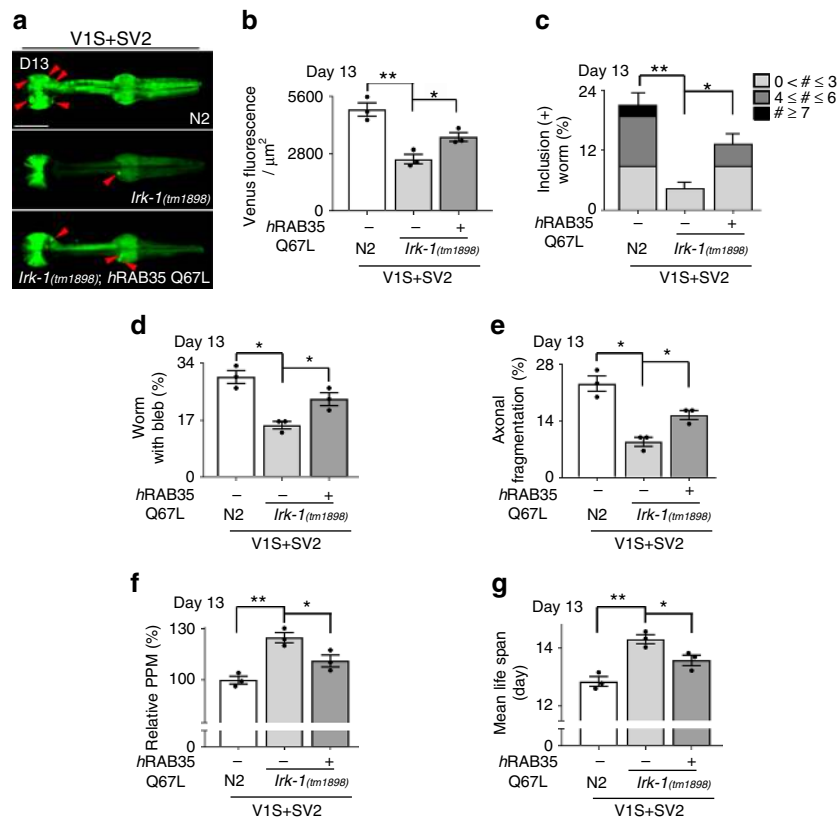 a
V1S+SV2
D13
N2
lrk-1(tm1898)
lrk-1(tm1898); hRAB35 Q67L
b
Day 13
** 
*
5600
2800
0
Venus fluorescence
/ μm2
hRAB35 – – +
Q67L N2 lrk-1(tm1898)
V1S+SV2
c
Day 13
**
*
0 < # ≤ 3
4 ≤ # ≤ 6
# ≥ 7
24
12
0
Inclusion (+)
worm (%)
hRAB35 – – +
Q67L N2 lrk-1(tm1898)
V1S+SV2
d
Day 13
*
*
34
17
0
Worm
with bleb (%)
hRAB35 – – +
Q67L N2 lrk-1(tm1898)
V1S+SV2
e
Day 13
*
*
28
14
0
Axonal
fragmentation (%)
hRAB35 – – +
Q67L N2 lrk-1(tm1898)
V1S+SV2
f
Day 13
**
*
130
100
0
Relative PPM (%)
hRAB35 – – +
Q67L N2 lrk-1(tm1898)
V1S+SV2
g
Day 13
**
*
14
12
0
Mean life span
(day)
hRAB35 – – +
Q67L N2 lrk-1(tm1898)
V1S+SV2